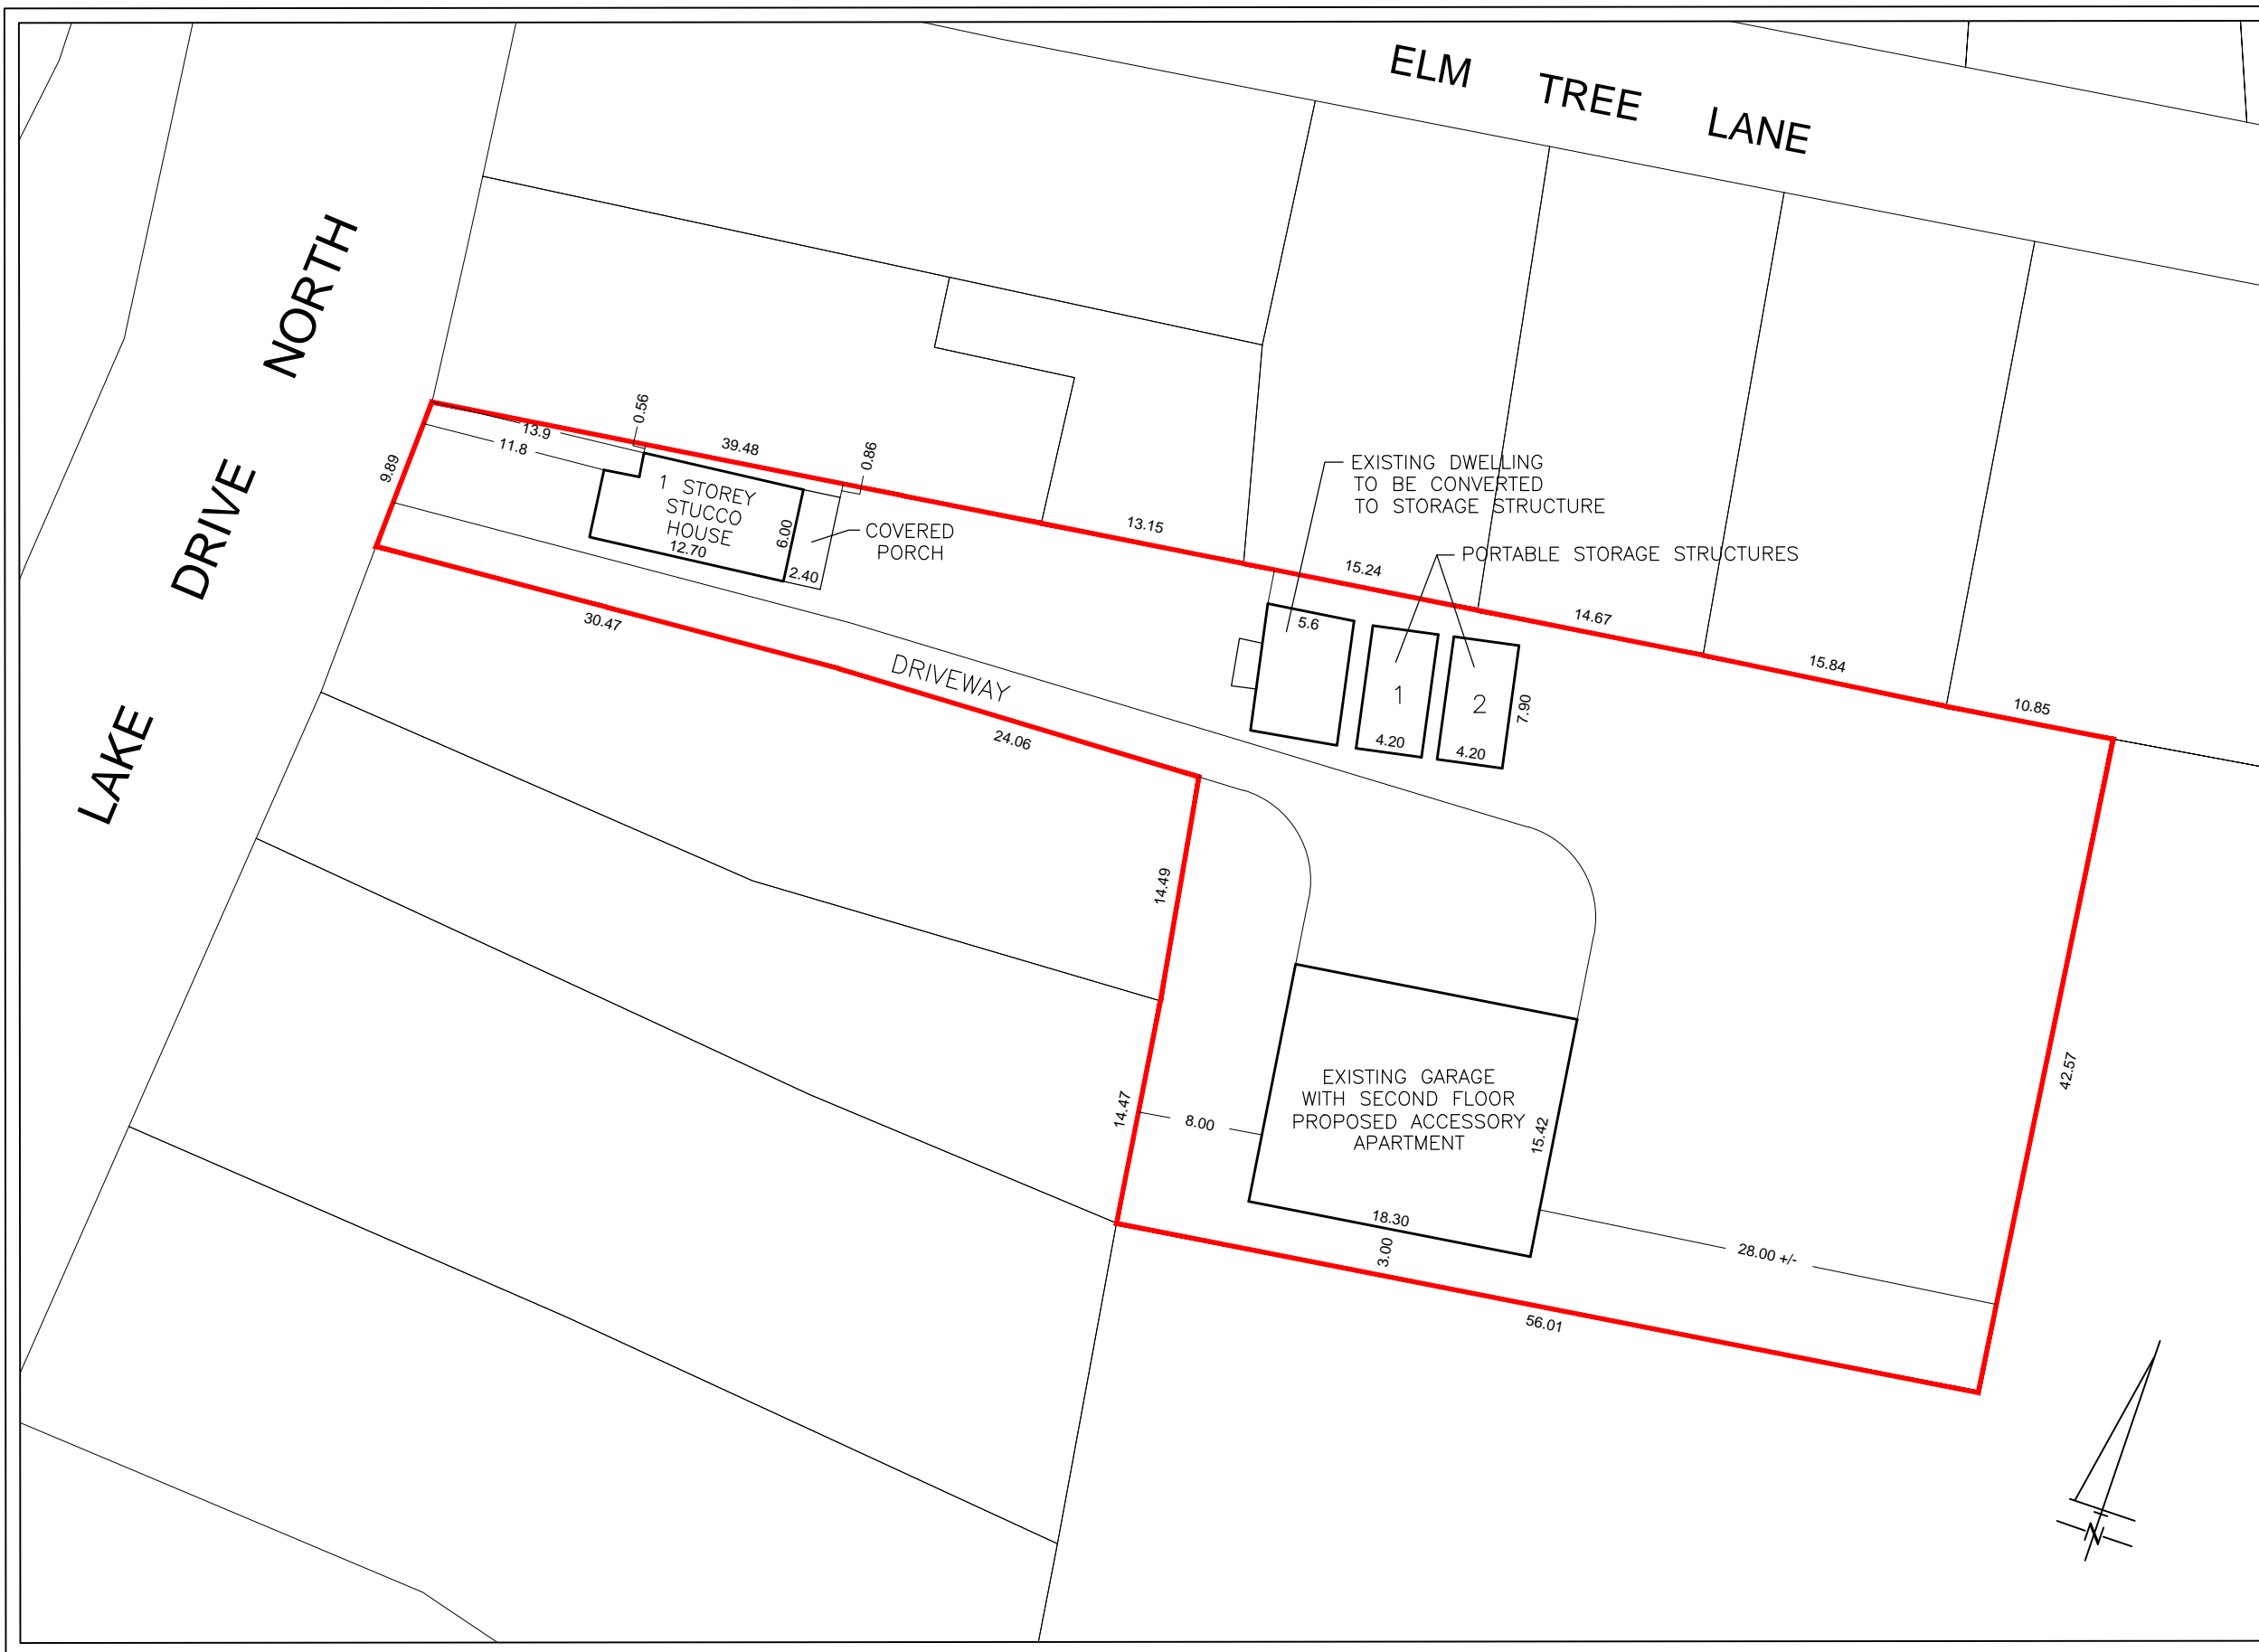 ELM TREE LANE
LAKE DRIVE NORTH
0.56
13.9
11.8
39.48
0.86
9.89
1 STOREY
STUCCO
HOUSE
12.70
6.00
2.40
COVERED
PORCH
13.15
EXISTING DWELLING
TO BE CONVERTED
TO STORAGE STRUCTURE
PORTABLE STORAGE STRUCTURES
15.24
14.67
15.84
10.85
30.47
5.6
1
2
7.90
4.20
4.20
DRIVEWAY
24.06
14.49
14.47
8.00
EXISTING GARAGE
WITH SECOND FLOOR
PROPOSED ACCESSORY
APARTMENT
15.42
18.30
3.00
28.00 +/-
42.57
56.01
N